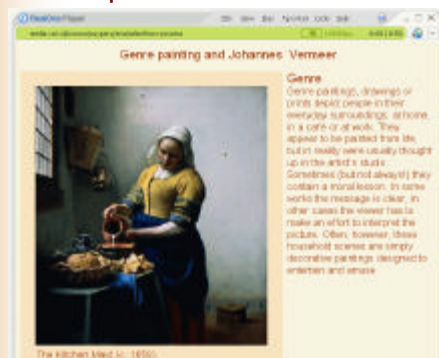 RealOne Player
Genre painting and Johannes Vermeer
Genre
Genre paintings, drawings or
prints depict people in their
everyday surroundings, at home,
in a café or at work. They
appear to be painted from life,
but in reality were usually thought
up in the artist's studio.
Sometimes (but not always!) they
contain a moral lesson. In some
works the message is clear, in
other cases the viewer has to
make an effort to interpret the
picture. Often, however, these
household scenes are simply
decorative paintings designed to
entertain and amuse.
The Kitchen Maid (c. 1658),